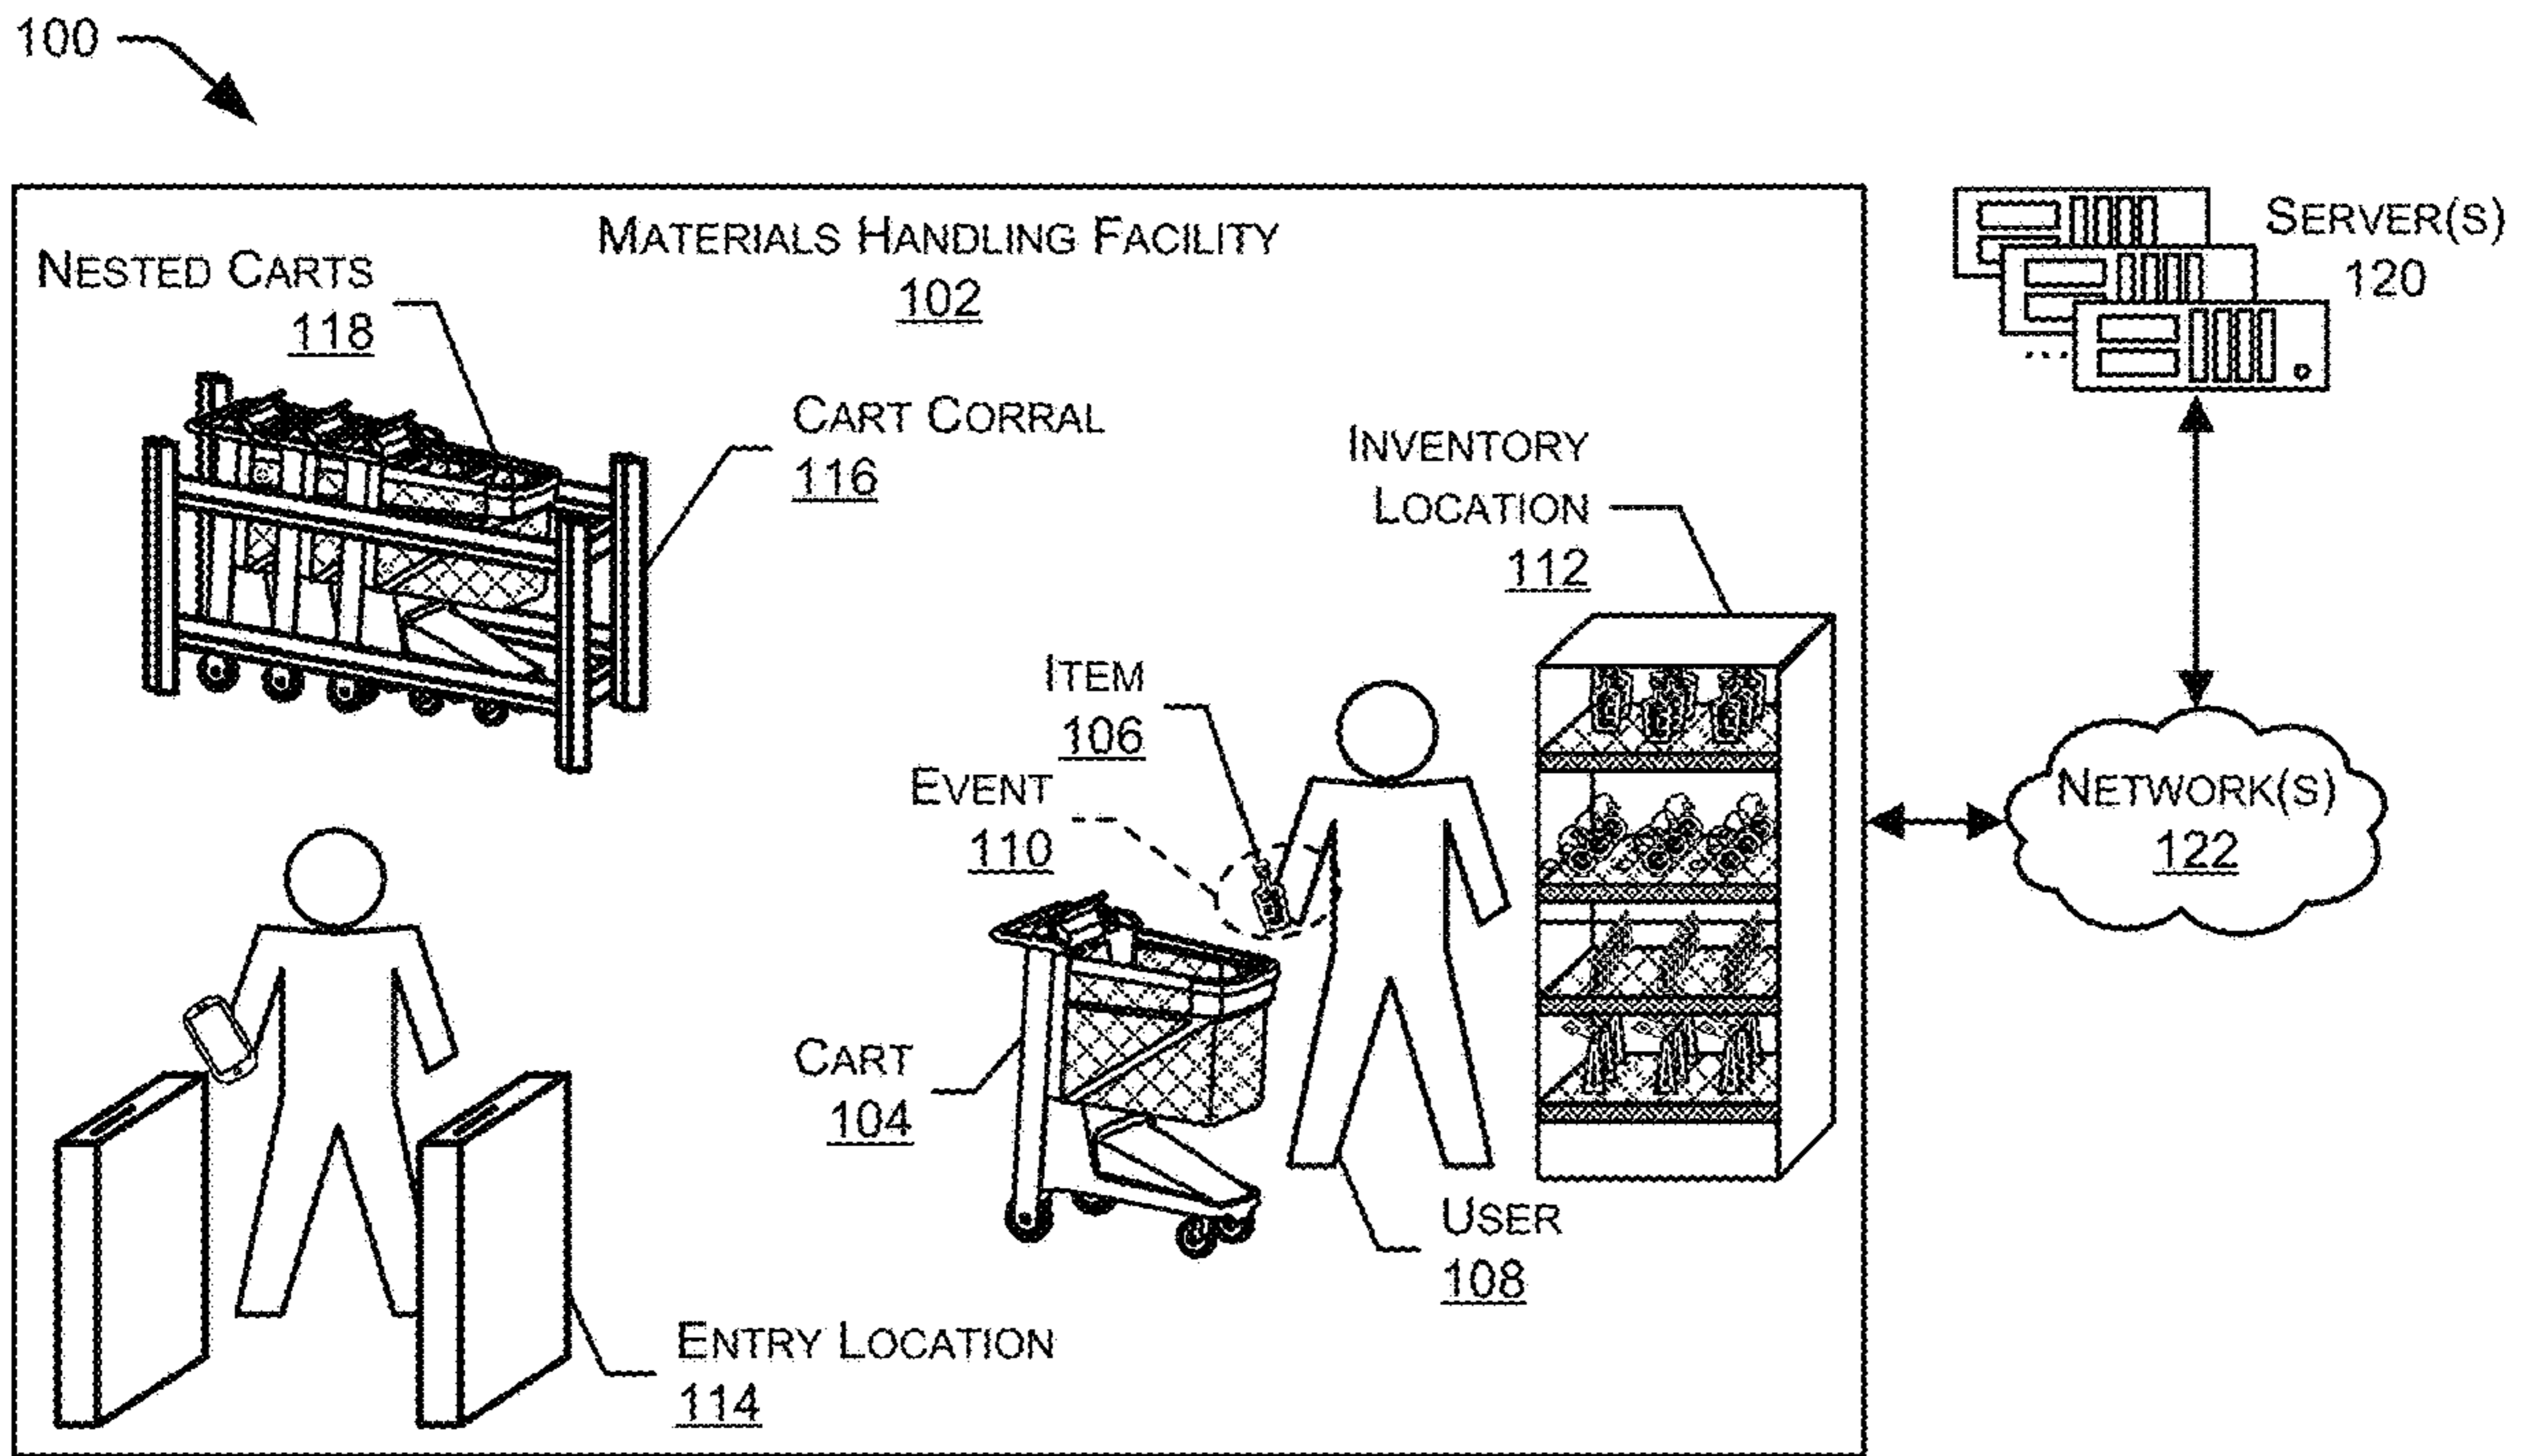 100
MATERIALS HANDLING FACILITY
102
NESTED CARTS
118
CART CORRAL
116
INVENTORY
LOCATION
112
ITEM
106
EVENT
110
CART
104
USER
108
ENTRY LOCATION
114
SERVER(S)
120
...
NETWORK(S)
122